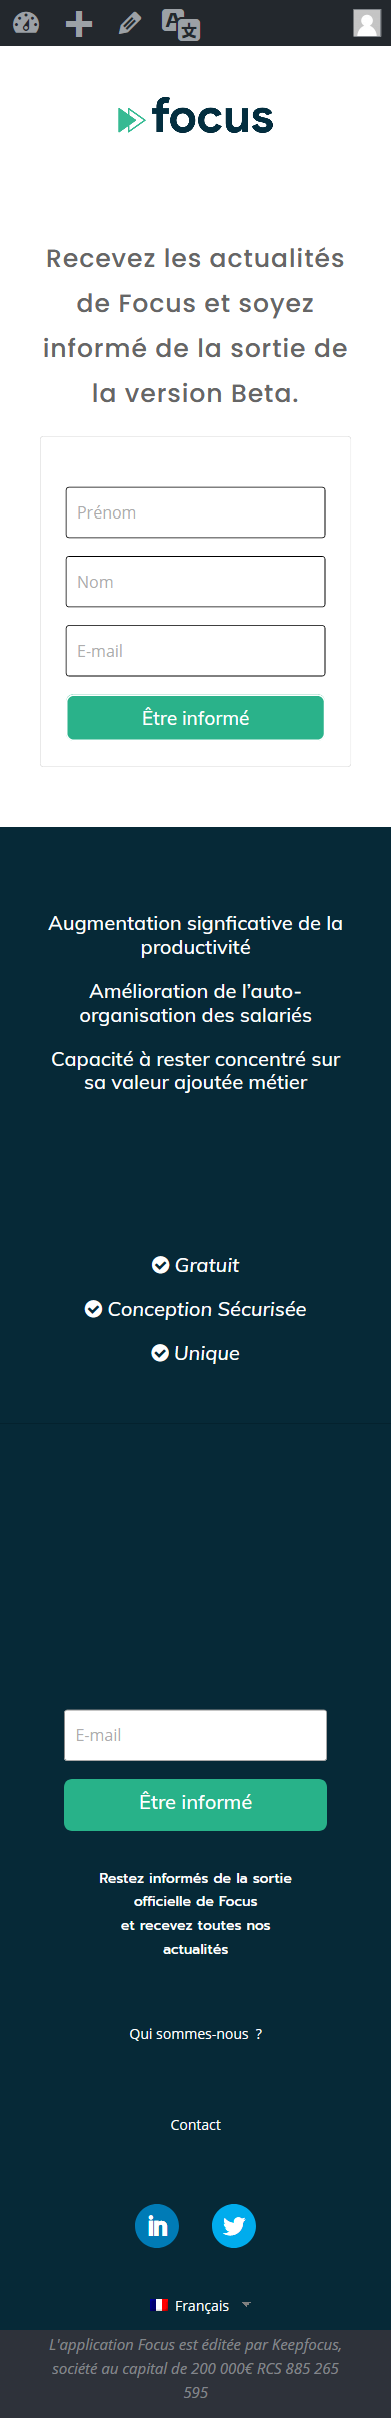 focus
Recevez les actualités
de Focus et soyez
informé de la sortie de
la version Beta.
Prénom
Nom
E-mail
Être informé
Augmentation signficative de la
productivité
Amélioration de l'auto-
organisation des salariés
Capacité à rester concentré sur
sa valeur ajoutée métier
Gratuit
Conception Sécurisée
Unique
E-mail
Être informé
Restez informés de la sortie
officielle de Focus
et recevez toutes nos
actualités
Qui sommes-nous ?
Contact
in
Français
L'application Focus est éditée par Keepfocus,
société au capital de 200 000€ RCS 885 265
595